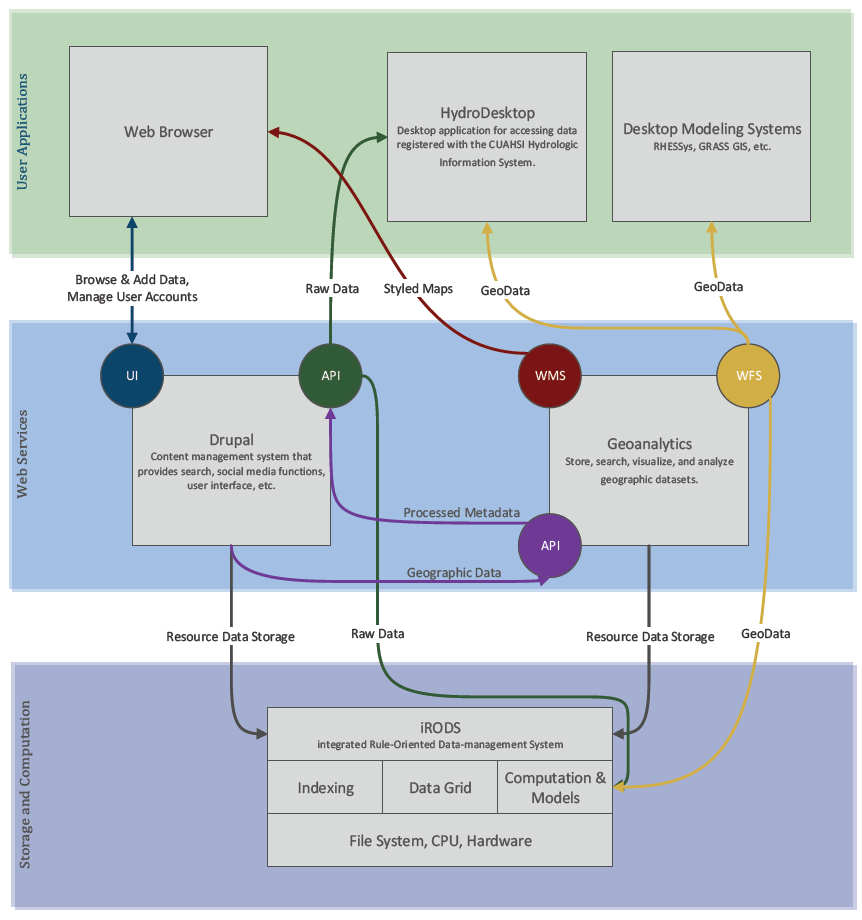 User Applications
Web Browser
HydroDesktop
Desktop application for accessing data
registered with the CUAHSI Hydrologic
Information System.
Desktop Modeling Systems
RHESSys, GRASS GIS, etc.
Browse & Add Data,
Manage User Accounts
Raw Data
Styled Maps
GeoData
GeoData
Web Services
UI
API
WMS
WFS
Drupal
Content management system that
provides search, social media functions,
user interface, etc.
Geoanalytics
Store, search, visualize, and analyze
geographic datasets.
Processed Metadata
API
Geographic Data
Resource Data Storage
Raw Data
Resource Data Storage
GeoData
Storage and Computation
iRODS
integrated Rule-Oriented Data-management System
Indexing
Data Grid
Computation &
Models
File System, CPU, Hardware